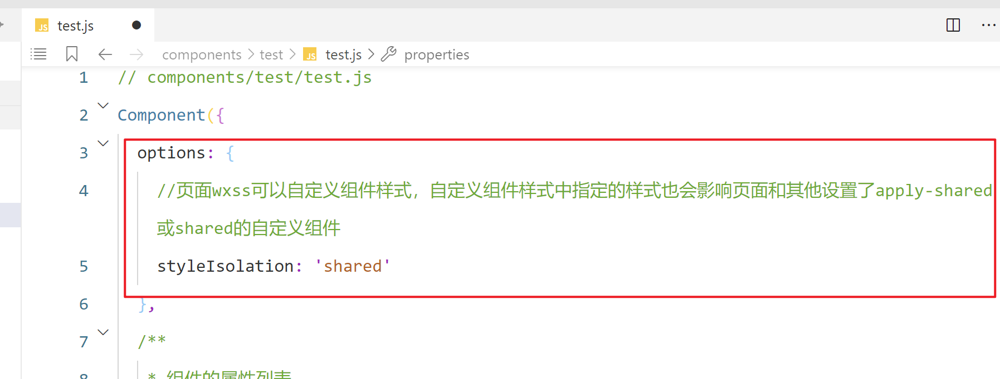 JS test.js
components > test > JS test.js > properties
1 // components/test/test.js
2 Component({
3 options: {
4 //页面wxss可以自定义组件样式，自定义组件样式中指定的样式也会影响页面和其他设置了apply-shared
或shared的自定义组件
5 styleIsolation: 'shared'
6 },
7 /**
8 * 组件的属性列表